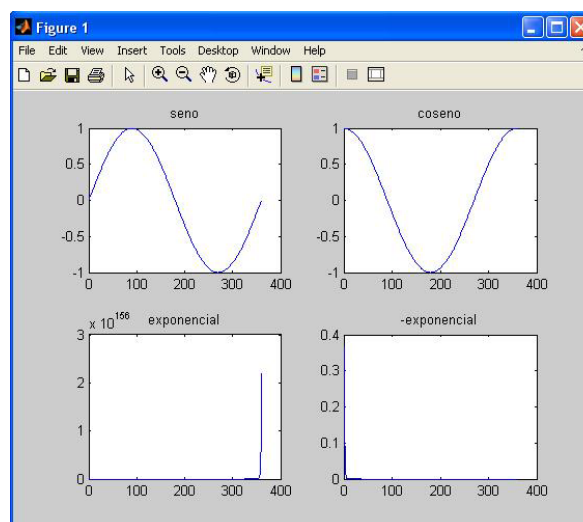 Figure 1
File Edit View Insert Tools Desktop Window Help
seno
1
0.5
0
-0.5
-1
0 100 200 300 400
coseno
1
0.5
0
-0.5
-1
0 100 200 300 400
x 10^156
exponencial
3
2
1
0
0 100 200 300 400
-exponencial
0.4
0.3
0.2
0.1
0
0 100 200 300 400